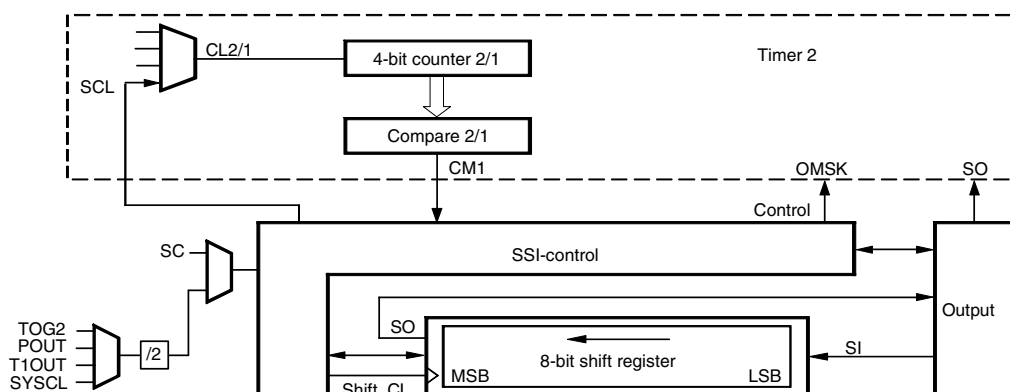 Timer 2
CL2/1
4-bit counter 2/1
SCL
Compare 2/1
CM1
OMSK
SO
Control
SC
SSI-control
Output
TOG2
POUT
T1OUT
SYSCL
/2
SO
8-bit shift register
SI
MSB
LSB
Shift_CL